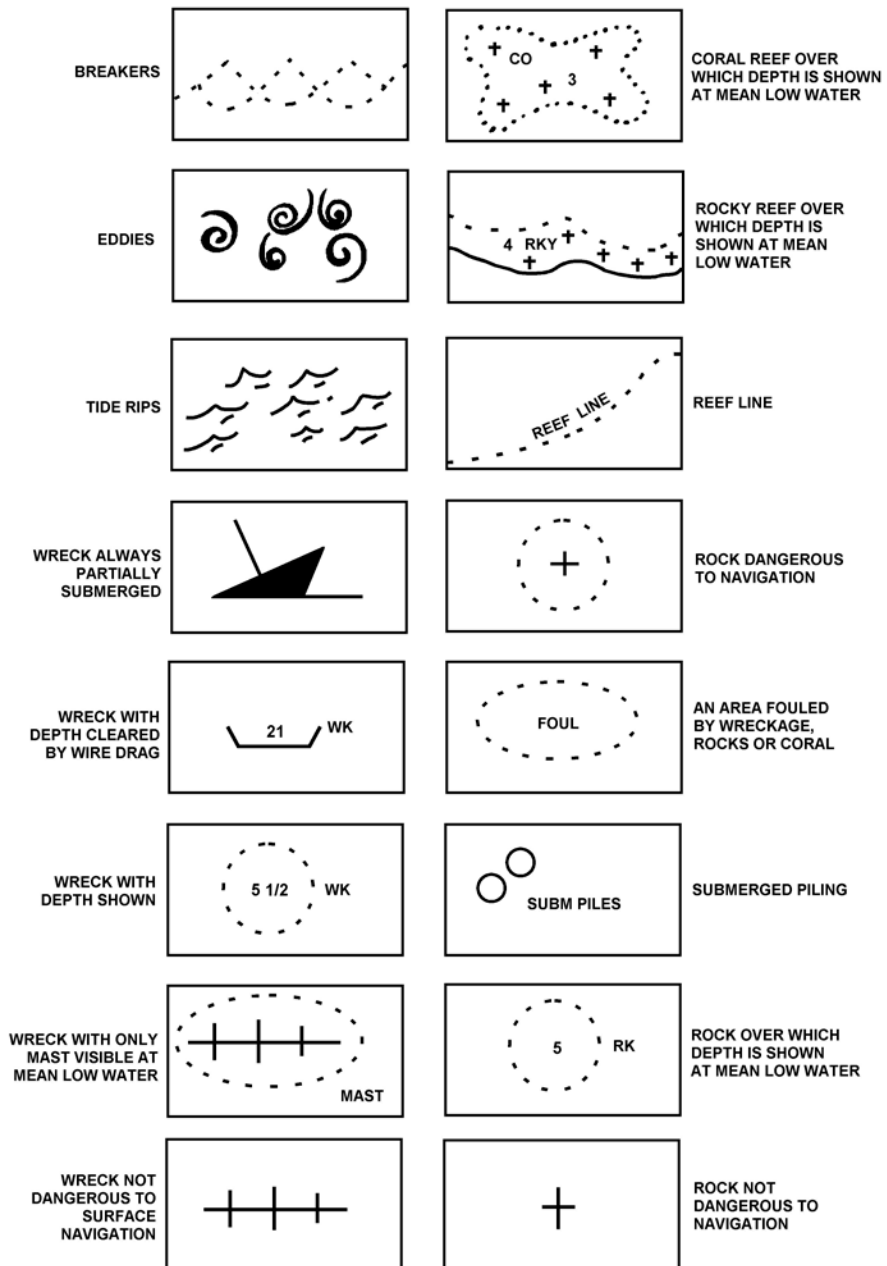 BREAKERS
CO
3
CORAL REEF OVER
WHICH DEPTH IS SHOWN
AT MEAN LOW WATER
EDDIES
4 RKY
ROCKY REEF OVER
WHICH DEPTH IS
SHOWN AT MEAN
LOW WATER
TIDE RIPS
REEF LINE
REEF LINE
WRECK ALWAYS
PARTIALLY
SUBMERGED
ROCK DANGEROUS
TO NAVIGATION
WRECK WITH
DEPTH CLEARED
BY WIRE DRAG
21 WK
FOUL
AN AREA FOULED
BY WRECKAGE,
ROCKS OR CORAL
WRECK WITH
DEPTH SHOWN
5 1/2 WK
SUBM PILES
SUBMERGED PILING
WRECK WITH ONLY
MAST VISIBLE AT
MEAN LOW WATER
MAST
5 RK
ROCK OVER WHICH
DEPTH IS SHOWN
AT MEAN LOW WATER
WRECK NOT
DANGEROUS TO
SURFACE
NAVIGATION
ROCK NOT
DANGEROUS TO
NAVIGATION